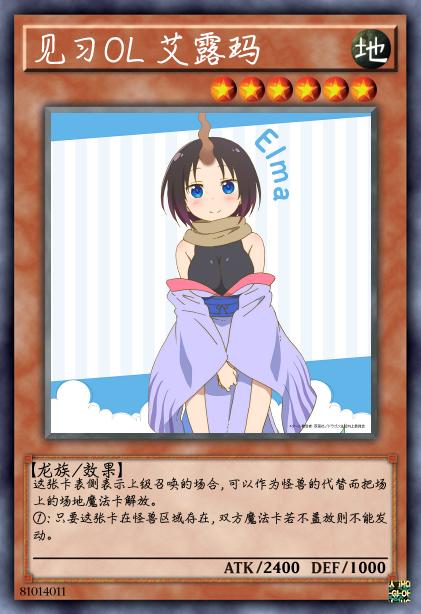 见习OL 艾露玛
地
Elma
【龙族/效果】
这张卡表侧表示上级召唤的场合，可以作为怪兽的代替而把场
上的场地魔法卡解放。
①：只要这张卡在怪兽区域存在，双方魔法卡若不盖放则不能发
动。
ATK/2400 DEF/1000
81014011